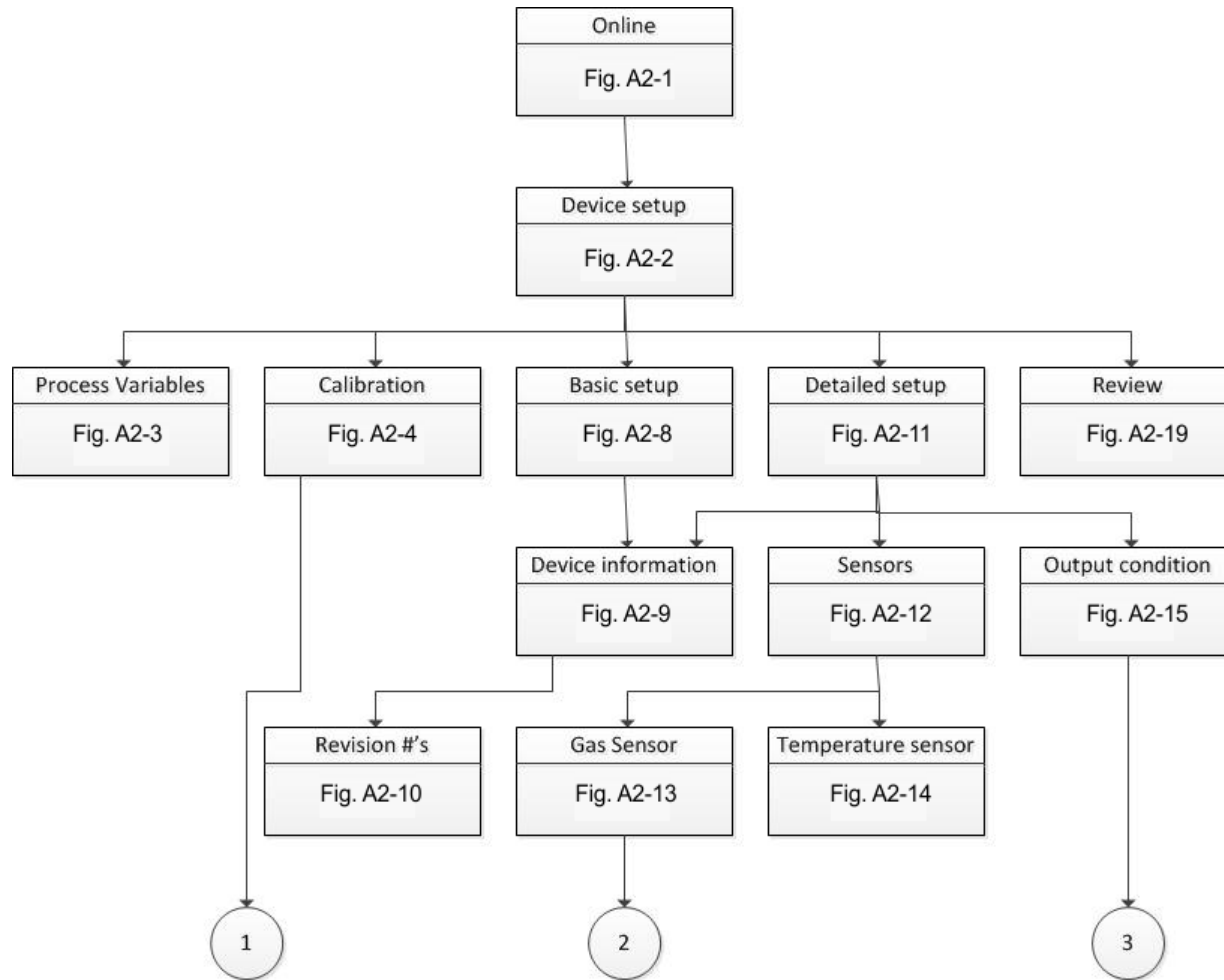 Online
Fig. A2-1
Device setup
Fig. A2-2
Process Variables
Fig. A2-3
Calibration
Fig. A2-4
Basic setup
Fig. A2-8
Detailed setup
Fig. A2-11
Review
Fig. A2-19
Device information
Fig. A2-9
Sensors
Fig. A2-12
Output condition
Fig. A2-15
Revision #'s
Fig. A2-10
Gas Sensor
Fig. A2-13
Temperature sensor
Fig. A2-14
1
2
3